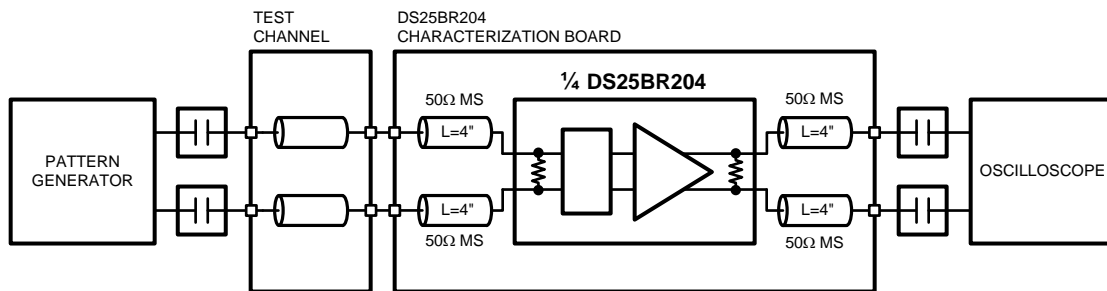 TEST
CHANNEL
DS25BR204
CHARACTERIZATION BOARD
¼ DS25BR204
50Ω MS
50Ω MS
L=4"
L=4"
PATTERN
GENERATOR
OSCILLOSCOPE
L=4"
L=4"
50Ω MS
50Ω MS